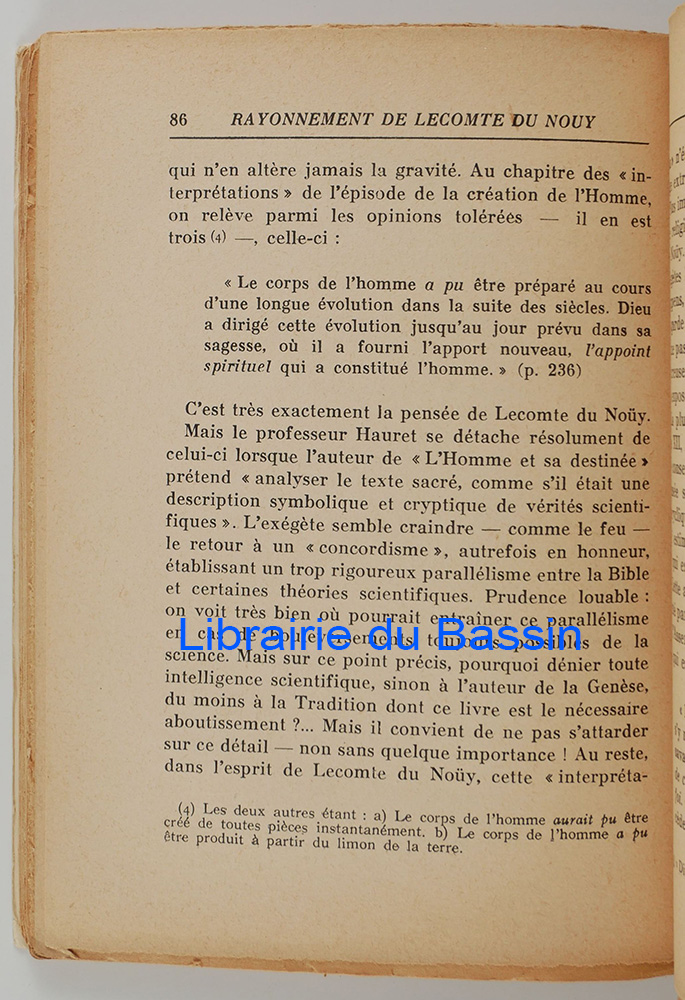 86 RAYONNEMENT DE LECOMTE DU NOUY
qui n'en altère jamais la gravité. Au chapitre des « in-
terprétations » de l'épisode de la création de l'Homme,
on relève parmi les opinions tolérées — il en est
trois (4) —, celle-ci :
« Le corps de l'homme a pu être préparé au cours
d'une longue évolution dans la suite des siècles. Dieu
a dirigé cette évolution jusqu'au jour prévu dans sa
sagesse, où il a fourni l'apport nouveau, l'appoint
spirituel qui a constitué l'homme. » (p. 236)
C'est très exactement la pensée de Lecomte du Noüy.
Mais le professeur Hauret se détache résolument de
celui-ci lorsque l'auteur de « L'Homme et sa destinée »
prétend « analyser le texte sacré, comme s'il était une
description symbolique et cryptique de vérités scienti-
fiques ». L'exégète semble craindre — comme le feu —
le retour à un « concordisme », autrefois en honneur,
établissant un trop rigoureux parallélisme entre la Bible
et certaines théories scientifiques. Prudence louable :
on voit très bien où pourrait entraîner ce parallélisme
en cas de bouleversements toujours possibles de la
Librairie du Bassin
science. Mais sur ce point précis, pourquoi dénier toute
intelligence scientifique, sinon à l'auteur de la Genèse,
du moins à la Tradition dont ce livre est le nécessaire
aboutissement ?... Mais il convient de ne pas s'attarder
sur ce détail — non sans quelque importance ! Au reste,
dans l'esprit de Lecomte du Noüy, cette « interpréta-
(4) Les deux autres étant : a) Le corps de l'homme aurait pu être
créé de toutes pièces instantanément. b) Le corps de l'homme a pu
être produit à partir du limon de la terre.